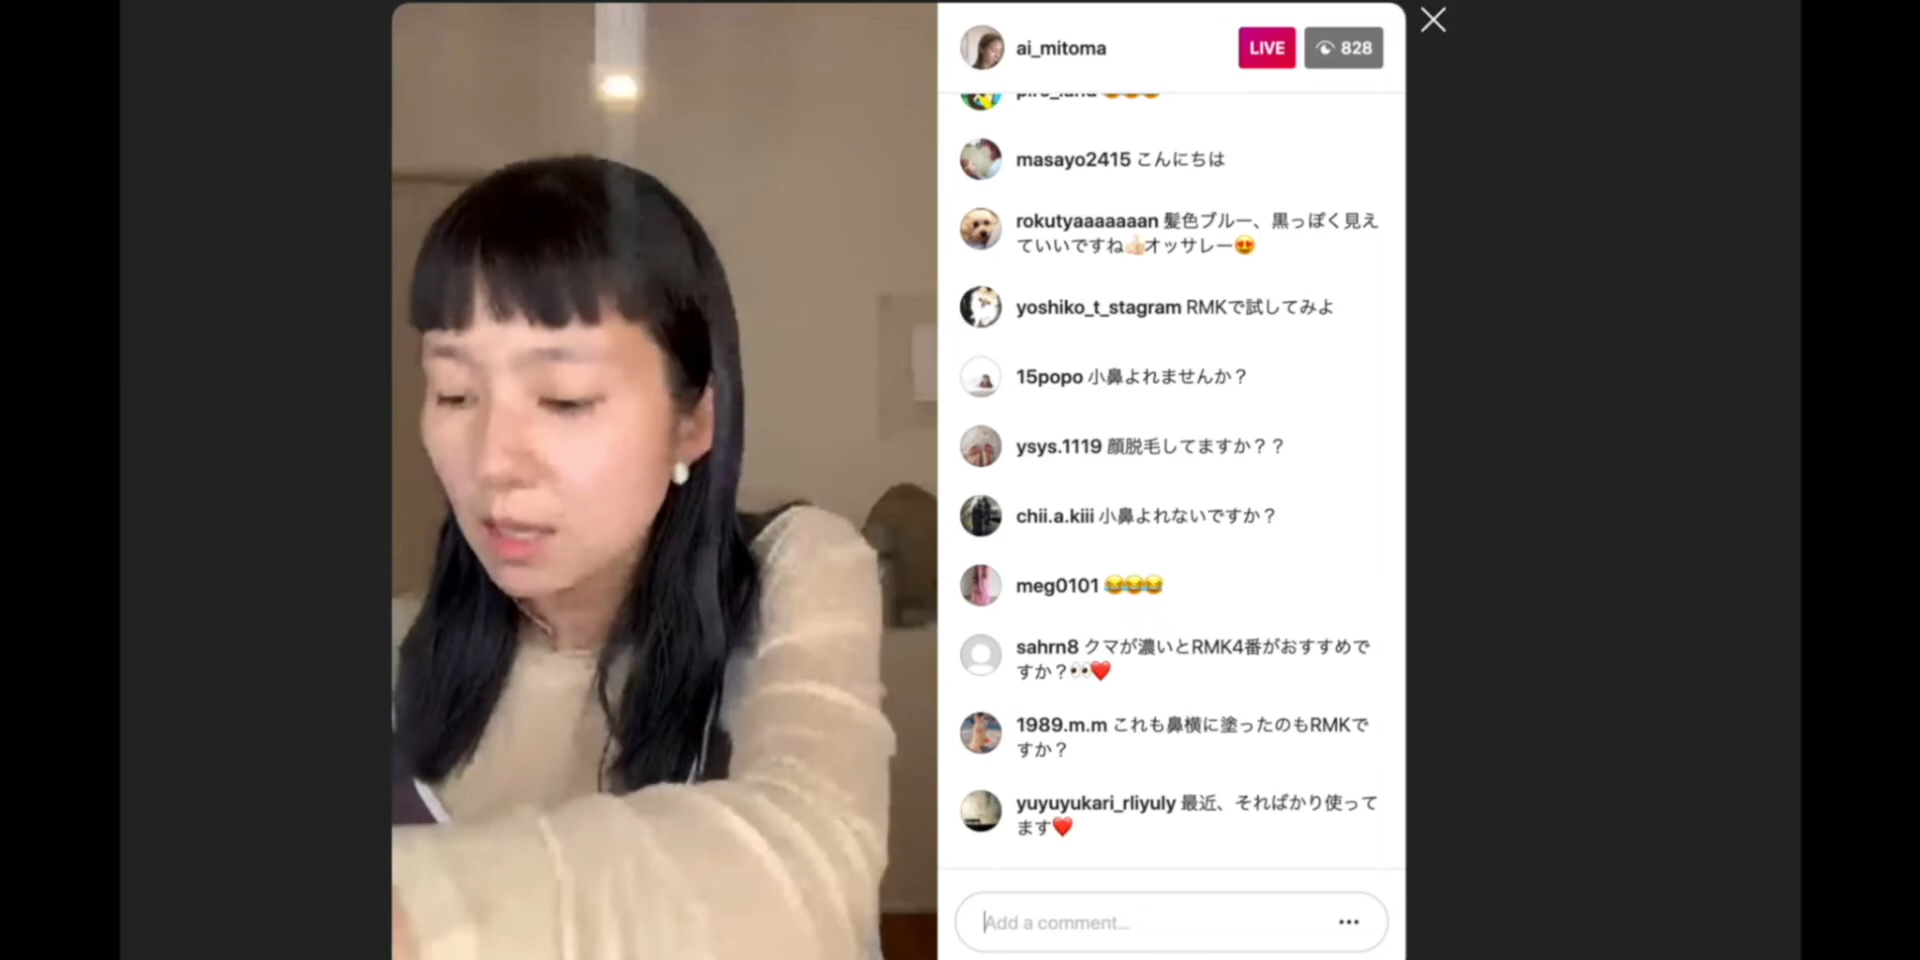 ai_mitoma
LIVE
828
piro_land
masayo2415 こんにちは
rokutyaaaaaaan 髪色ブルー、黒っぽく見え
ていいですね👍🏻オッサレー😍
yoshiko_t_stagram RMKで試してみよ
15popo 小鼻よれませんか？
ysys.1119 顔脱毛してますか？？
chii.a.kiii 小鼻よれないですか？
meg0101 😂😂😂
sahrn8 クマが濃いとRMK4番がおすすめで
すか？👀❤️
1989.m.m これも鼻横に塗ったのもRMKで
すか？
yuyuyukari_rliyuly 最近、そればかり使って
ます❤️
Add a comment...